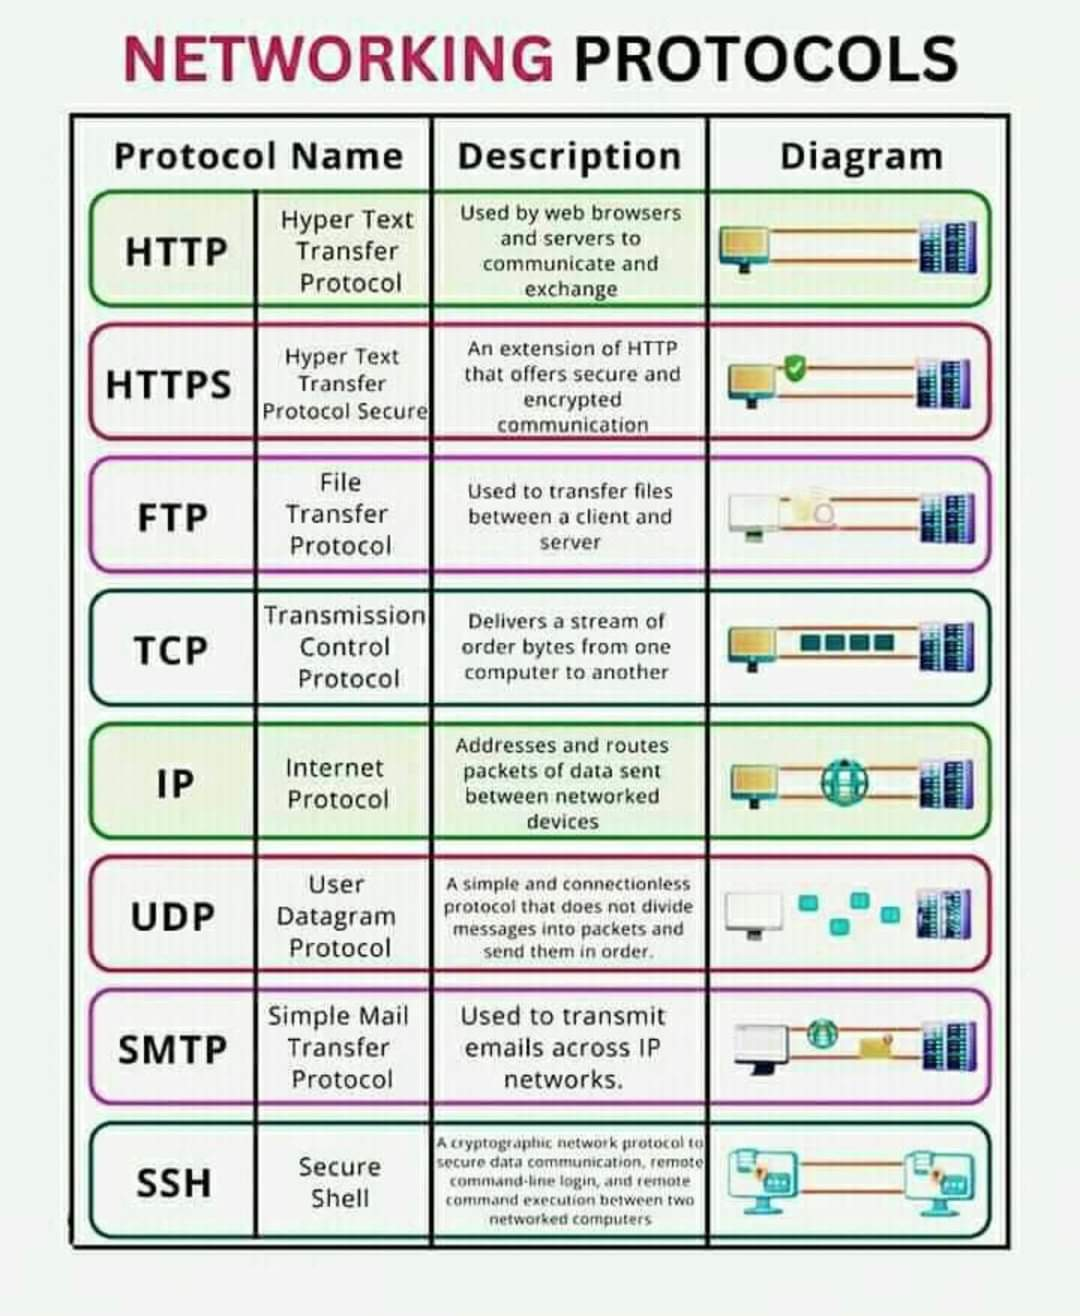 NETWORKING PROTOCOLS
Protocol Name
Description
Diagram
HTTP
Hyper Text
Transfer
Protocol
Used by web browsers
and servers to
communicate and
exchange
HTTPS
Hyper Text
Transfer
Protocol Secure
An extension of HTTP
that offers secure and
encrypted
communication
FTP
File
Transfer
Protocol
Used to transfer files
between a client and
server
TCP
Transmission
Control
Protocol
Delivers a stream of
order bytes from one
computer to another
IP
Internet
Protocol
Addresses and routes
packets of data sent
between networked
devices
UDP
User
Datagram
Protocol
A simple and connectionless
protocol that does not divide
messages into packets and
send them in order.
SMTP
Simple Mail
Transfer
Protocol
Used to transmit
emails across IP
networks.
SSH
Secure
Shell
A cryptographic network protocol to
secure data communication, remote
command-line login, and remote
command execution between two
networked computers